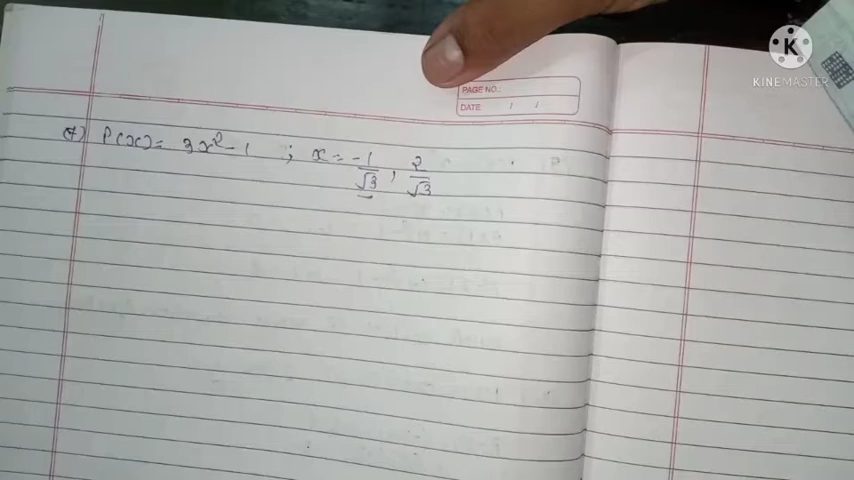 PAGE NO.:
DATE: / /
K
KINEMASTER
(f) P(x) = 3x² - 1 ; x = -1/√3 , 2/√3